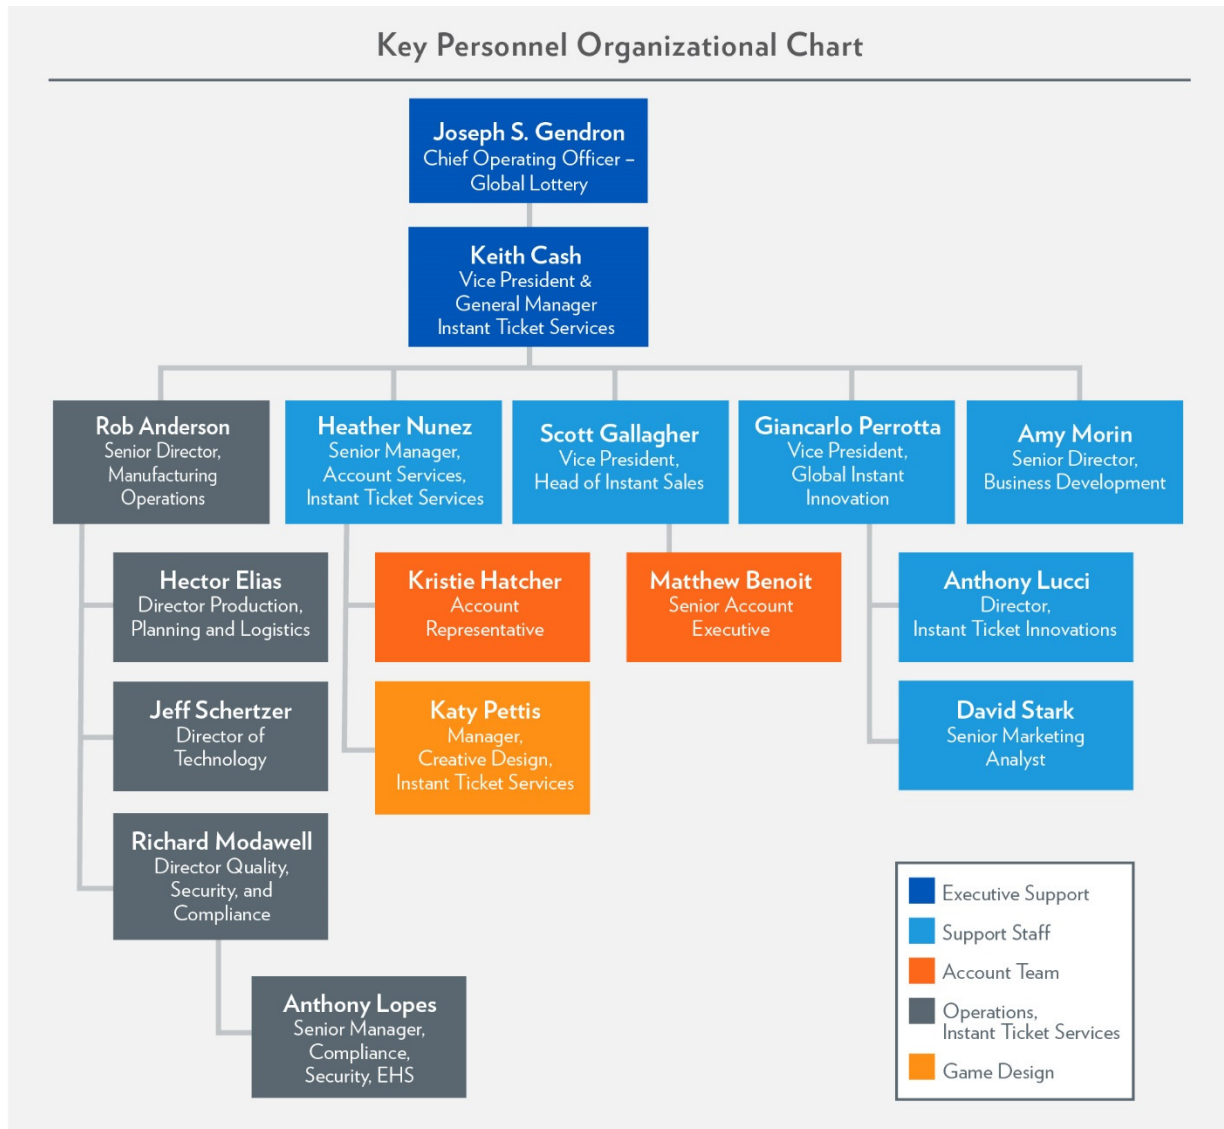 Key Personnel Organizational Chart
Joseph S. Gendron
Chief Operating Officer –
Global Lottery
Keith Cash
Vice President &
General Manager
Instant Ticket Services
Rob Anderson
Senior Director,
Manufacturing
Operations
Heather Nunez
Senior Manager,
Account Services,
Instant Ticket Services
Scott Gallagher
Vice President,
Head of Instant Sales
Giancarlo Perrotta
Vice President,
Global Instant
Innovation
Amy Morin
Senior Director,
Business Development
Hector Elias
Director Production,
Planning and Logistics
Kristie Hatcher
Account
Representative
Matthew Benoit
Senior Account
Executive
Anthony Lucci
Director,
Instant Ticket Innovations
Jeff Schertzer
Director of
Technology
Katy Pettis
Manager,
Creative Design,
Instant Ticket Services
David Stark
Senior Marketing
Analyst
Richard Modawell
Director Quality,
Security, and
Compliance
Anthony Lopes
Senior Manager,
Compliance,
Security, EHS
Executive Support
Support Staff
Account Team
Operations,
Instant Ticket Services
Game Design